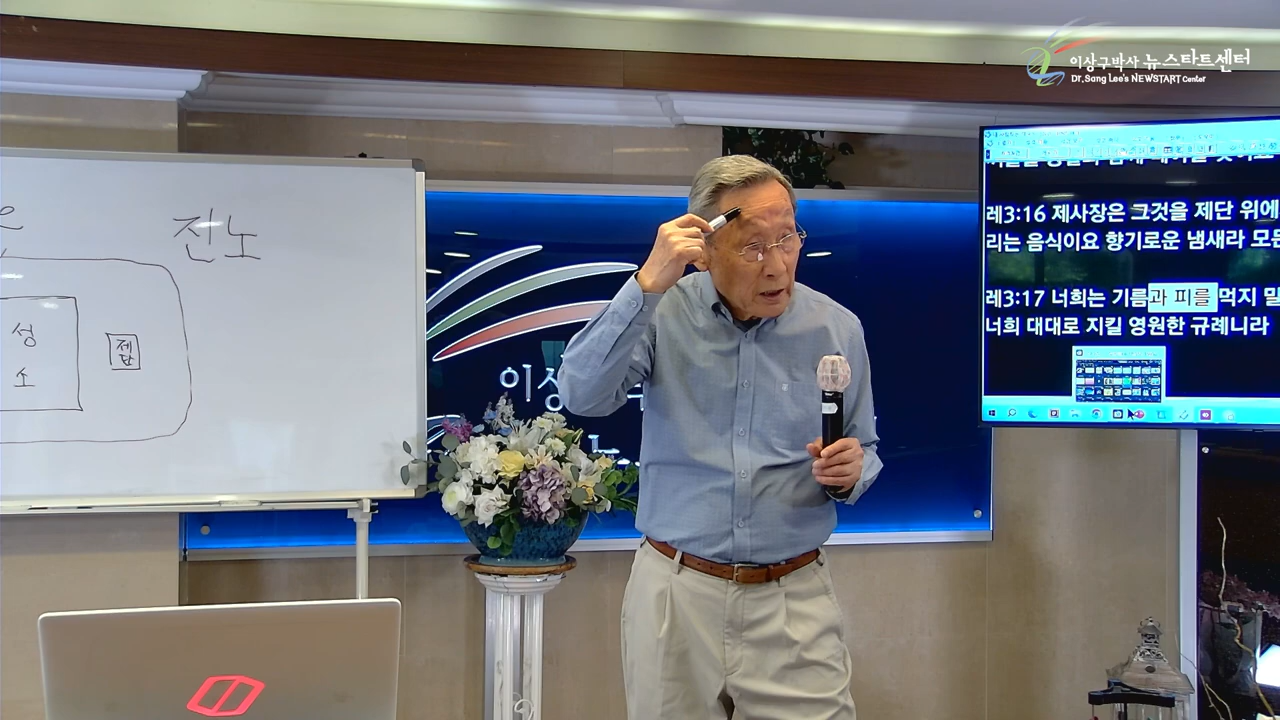 이상구박사 뉴스타트센터
Dr. Sang Lee's NEWSTART Center
진노
성
소
제단
이상
레3:16 제사장은 그것을 제단 위에
리는 음식이요 향기로운 냄새라 모든
레3:17 너희는 기름과 피를 먹지 말
너희 대대로 지킬 영원한 규례니라